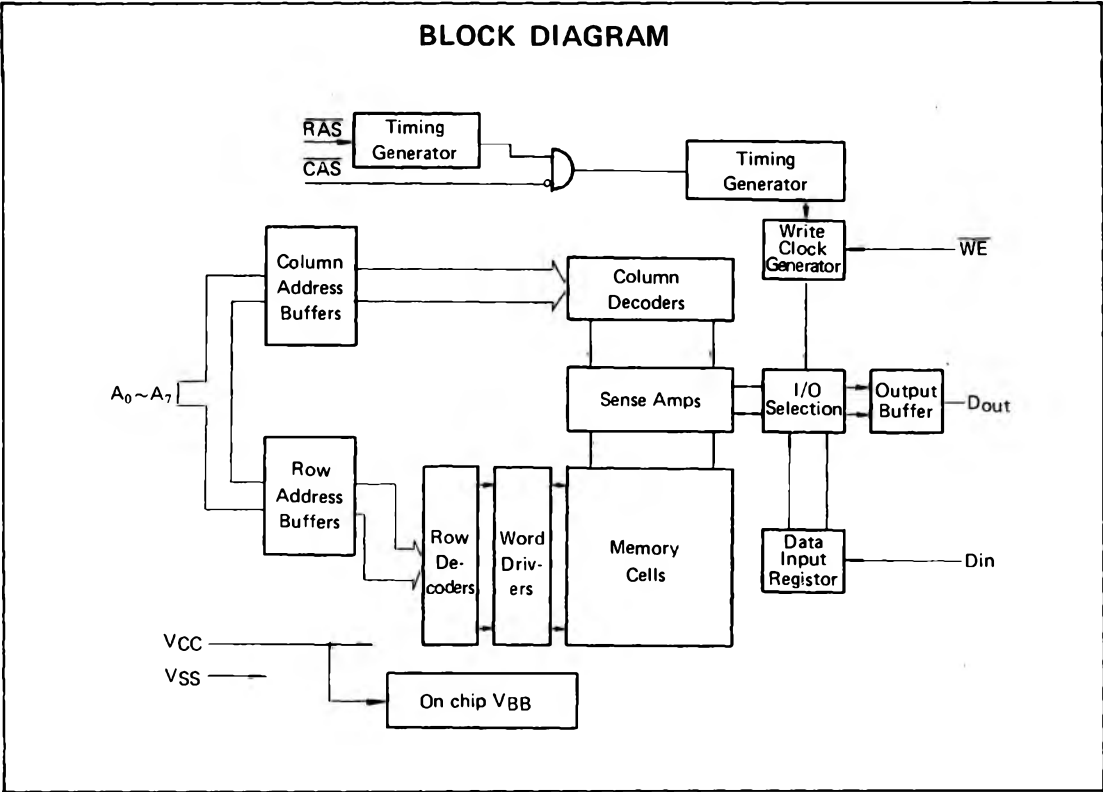 BLOCK DIAGRAM
RAS
Timing
Generator
CAS
Timing
Generator
Write
Clock
Generator
WE
Column
Address
Buffers
Column
Decoders
A₀~A₇
Sense Amps
I/O
Selection
Output
Buffer
Dout
Row
Address
Buffers
Row
De-
coders
Word
Driv-
ers
Memory
Cells
Data
Input
Registor
Din
VCC
VSS
On chip VBB